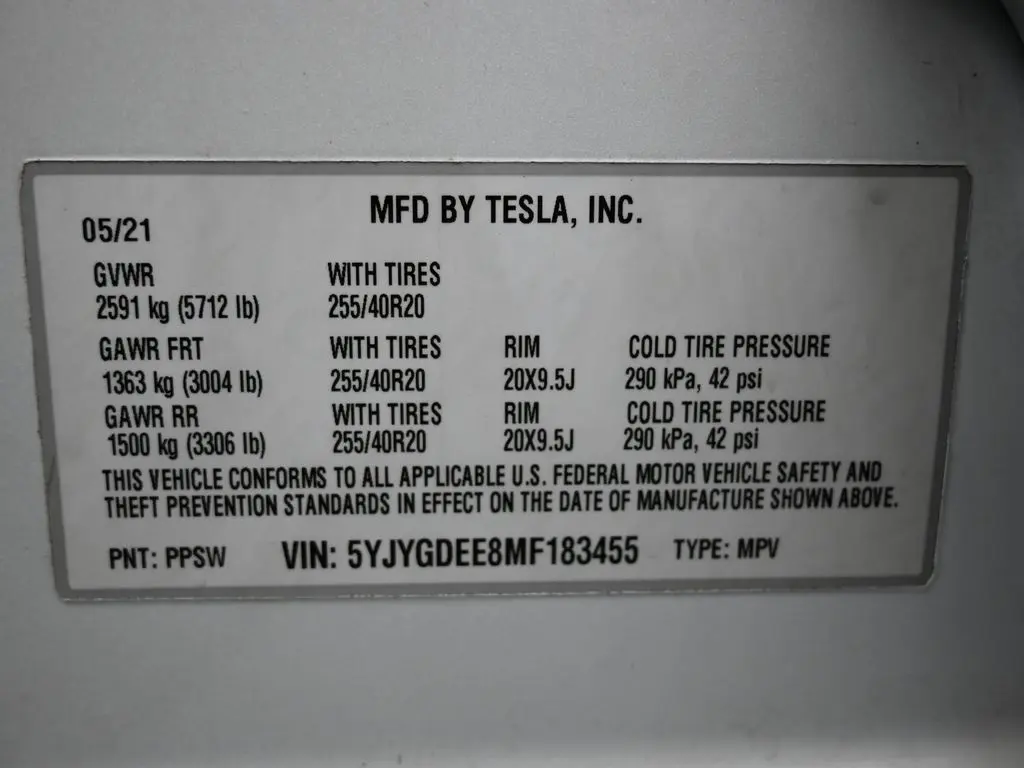 MFD BY TESLA, INC.
05/21
GVWR WITH TIRES
2591 kg (5712 lb) 255/40R20
GAWR FRT WITH TIRES RIM COLD TIRE PRESSURE
1363 kg (3004 lb) 255/40R20 20X9.5J 290 kPa, 42 psi
GAWR RR WITH TIRES RIM COLD TIRE PRESSURE
1500 kg (3306 lb) 255/40R20 20X9.5J 290 kPa, 42 psi
THIS VEHICLE CONFORMS TO ALL APPLICABLE U.S. FEDERAL MOTOR VEHICLE SAFETY AND
THEFT PREVENTION STANDARDS IN EFFECT ON THE DATE OF MANUFACTURE SHOWN ABOVE.
PNT: PPSW VIN: 5YJYGDEE8MF183455 TYPE: MPV